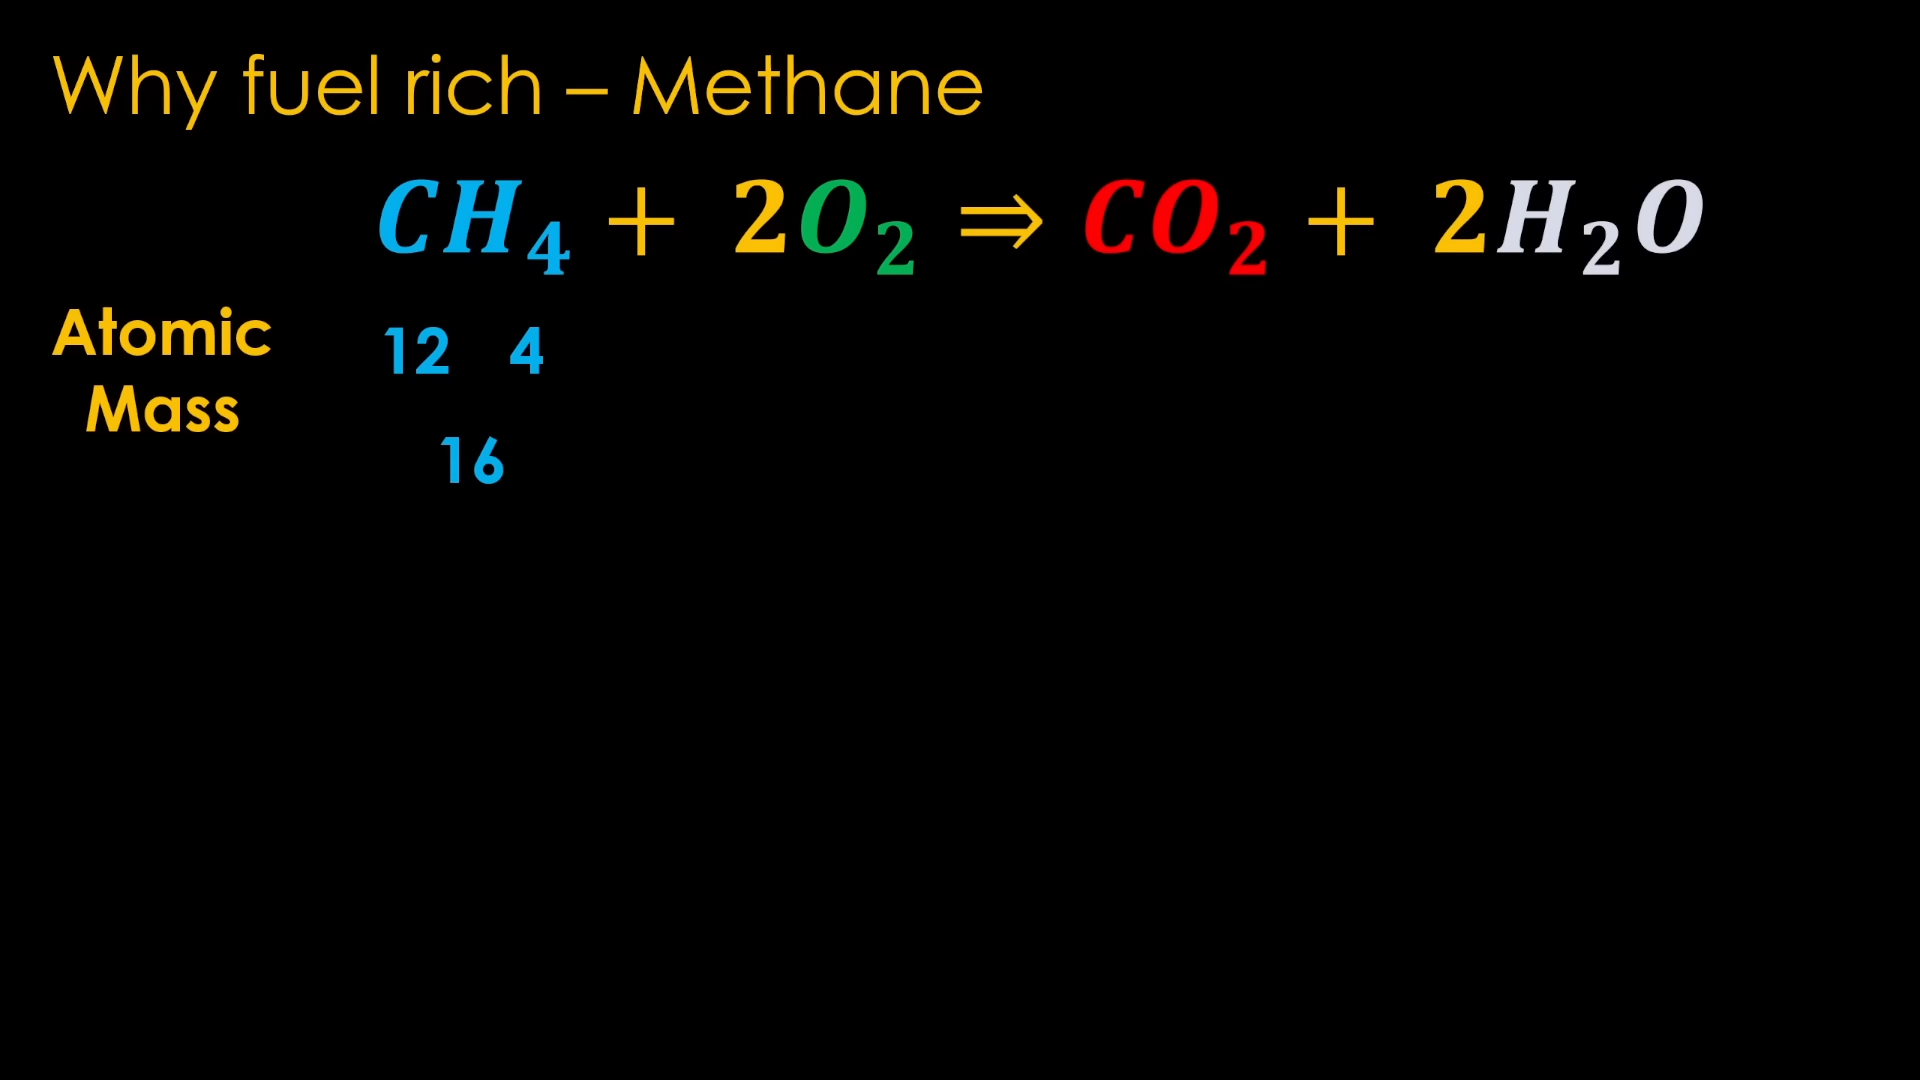 Why fuel rich – Methane
CH₄ + 2O₂ ⇒ CO₂ + 2H₂O
Atomic
Mass
12 4
16